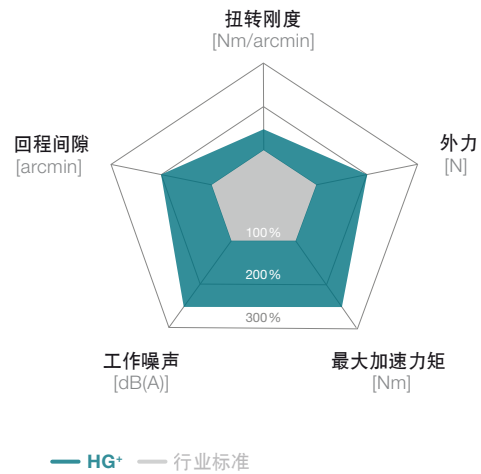 扭转刚度
[Nm/arcmin]
回程间隙
[arcmin]
外力
[N]
100 %
200 %
300 %
工作噪声
[dB(A)]
最大加速力矩
[Nm]
HG+ 行业标准